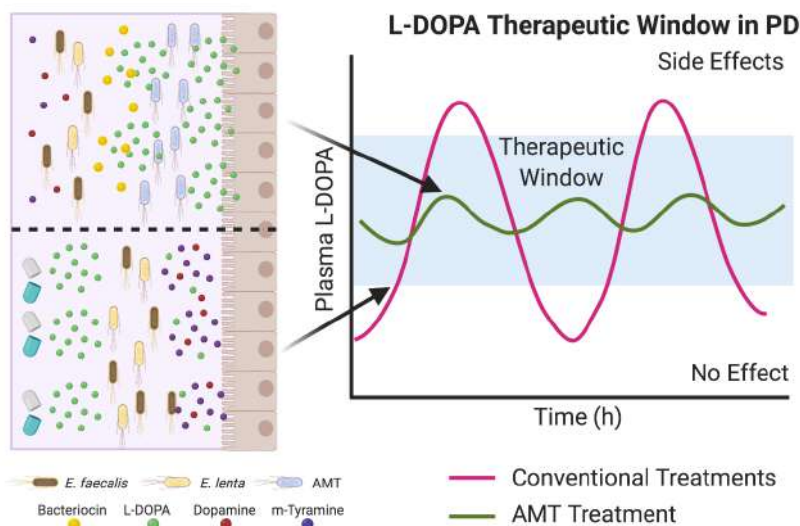 L-DOPA Therapeutic Window in PD
Side Effects
Therapeutic
Window
Plasma L-DOPA
No Effect
Time (h)
E. faecalis E. lenta AMT
Bacteriocin L-DOPA Dopamine m-Tyramine
Conventional Treatments
AMT Treatment